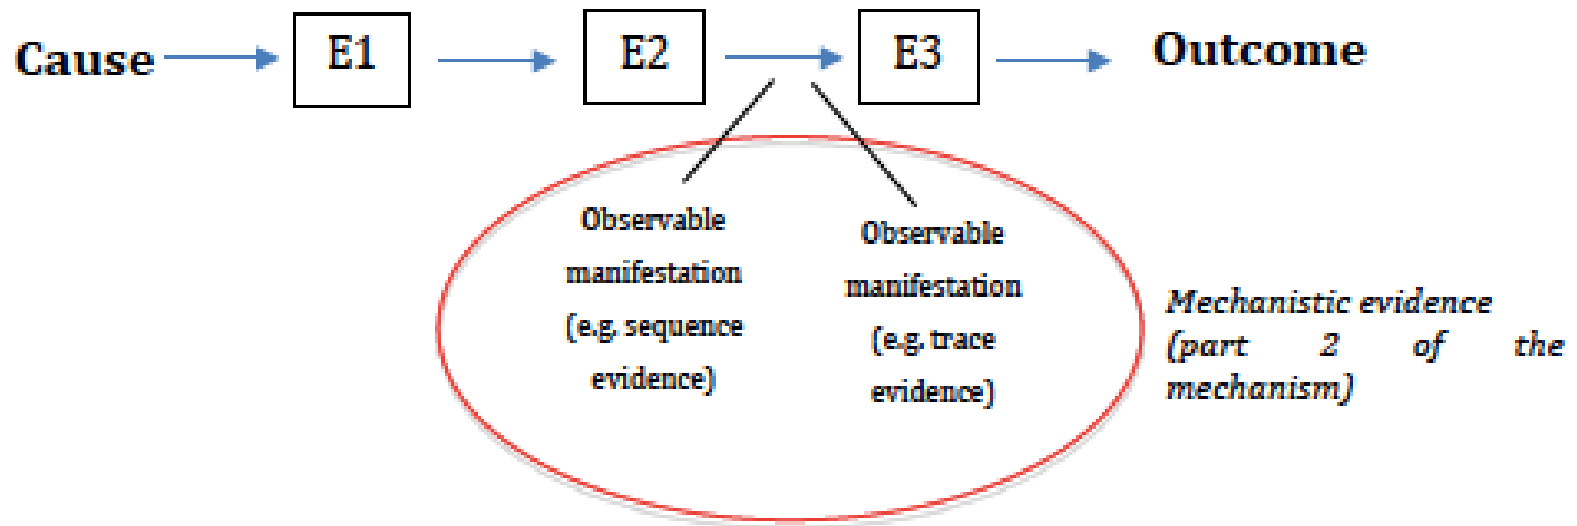 Cause E1 E2 E3 Outcome
Observable
manifestation
(e.g. sequence
evidence)
Observable
manifestation
(e.g. trace
evidence)
Mechanistic evidence
(part 2 of the
mechanism)